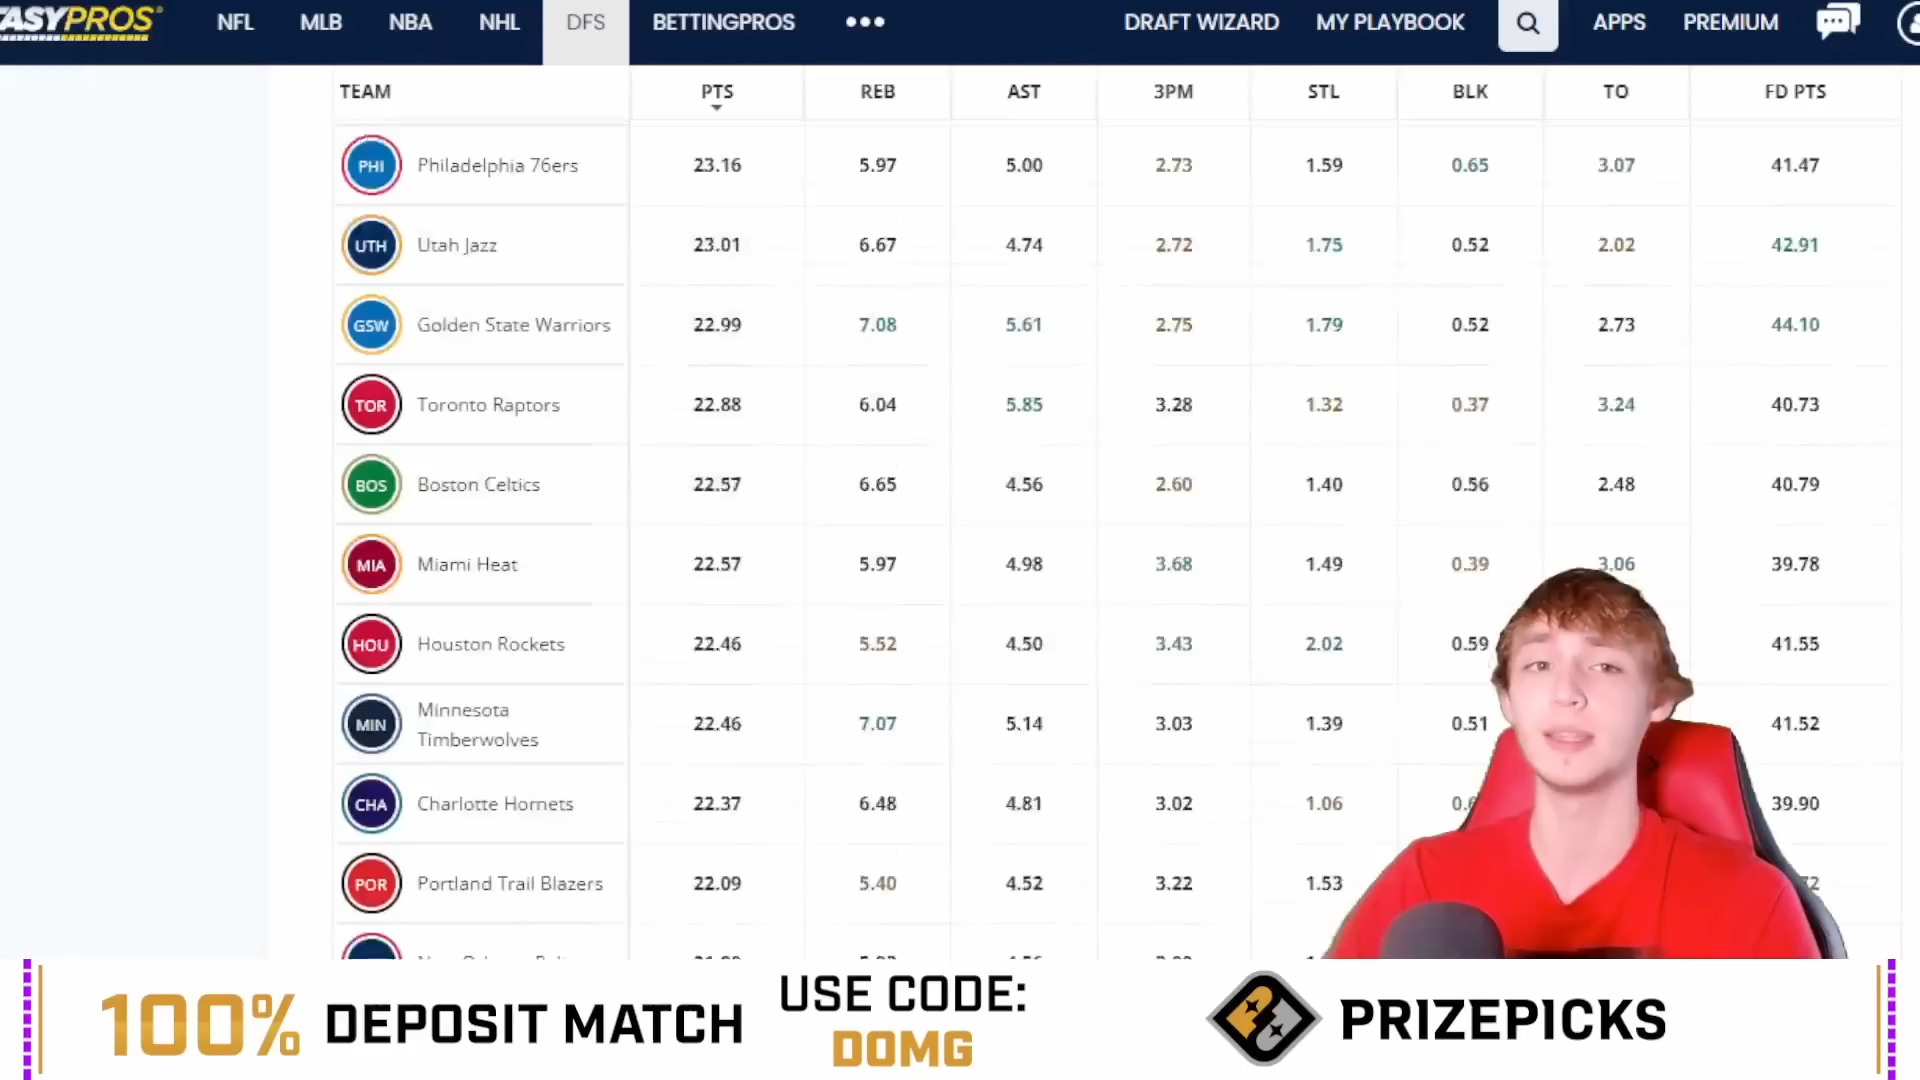 ASYPROS NFL MLB NBA NHL DFS BETTINGPROS ••• DRAFT WIZARD MY PLAYBOOK APPS PREMIUM
TEAM PTS REB AST 3PM STL BLK TO FD PTS
PHI Philadelphia 76ers 23.16 5.97 5.00 2.73 1.59 0.65 3.07 41.47
UTH Utah Jazz 23.01 6.67 4.74 2.72 1.75 0.52 2.02 42.91
GSW Golden State Warriors 22.99 7.08 5.61 2.75 1.79 0.52 2.73 44.10
TOR Toronto Raptors 22.88 6.04 5.85 3.28 1.32 0.37 3.24 40.73
BOS Boston Celtics 22.57 6.65 4.56 2.60 1.40 0.56 2.48 40.79
MIA Miami Heat 22.57 5.97 4.98 3.68 1.49 0.39 3.06 39.78
HOU Houston Rockets 22.46 5.52 4.50 3.43 2.02 0.59 41.55
MIN Minnesota Timberwolves 22.46 7.07 5.14 3.03 1.39 0.51 41.52
CHA Charlotte Hornets 22.37 6.48 4.81 3.02 1.06 39.90
POR Portland Trail Blazers 22.09 5.40 4.52 3.22 1.53
100% DEPOSIT MATCH
USE CODE:
DOMG
PRIZEPICKS